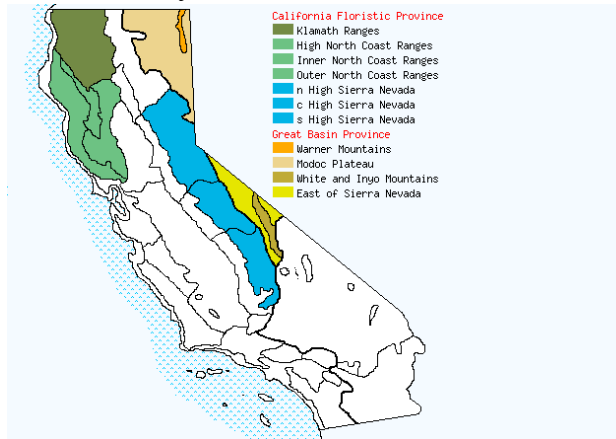 California Floristic Province
Klamath Ranges
High North Coast Ranges
Inner North Coast Ranges
Outer North Coast Ranges
n High Sierra Nevada
c High Sierra Nevada
s High Sierra Nevada
Great Basin Province
Warner Mountains
Modoc Plateau
White and Inyo Mountains
East of Sierra Nevada